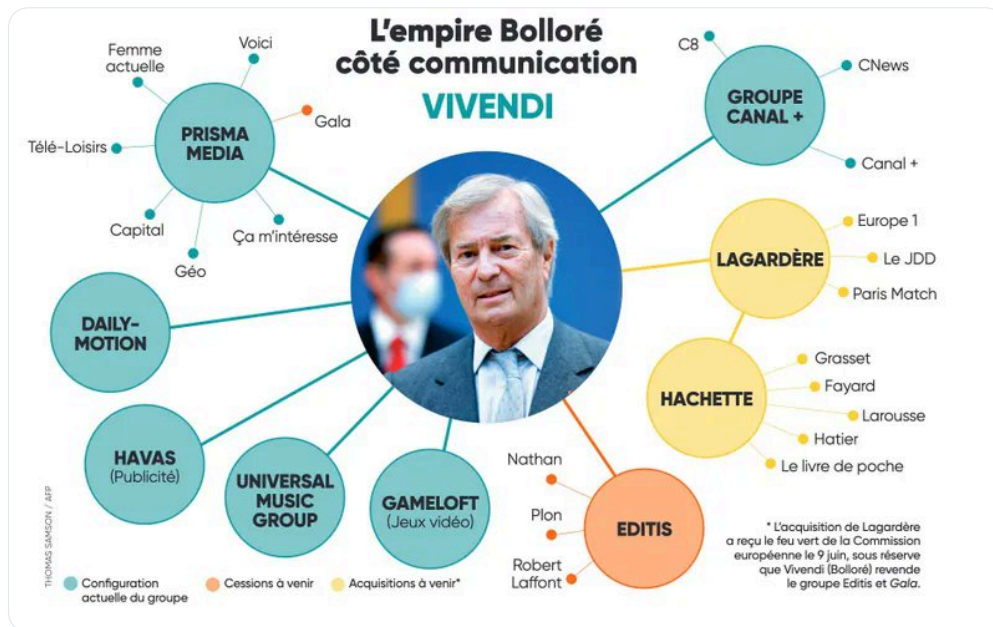 L'empire Bolloré
côté communication
VIVENDI
Femme
actuelle
Voici
Gala
Télé-Loisirs
PRISMA
MEDIA
Capital
Géo
Ça m'intéresse
C8
CNews
GROUPE
CANAL +
Canal +
LAGARDÈRE
Europe 1
Le JDD
Paris Match
HACHETTE
Grasset
Fayard
Larousse
Hatier
Le livre de poche
DAILY-
MOTION
HAVAS
(Publicité)
UNIVERSAL
MUSIC
GROUP
GAMELOFT
(Jeux vidéo)
Nathan
Plon
Robert
Laffont
EDITIS
* L'acquisition de Lagardère
a reçu le feu vert de la Commission
européenne le 9 juin, sous réserve
que Vivendi (Bolloré) revende
le groupe Editis et Gala.
THOMAS SAMSON / AFP
Configuration
actuelle du groupe
Cessions à venir
Acquisitions à venir*